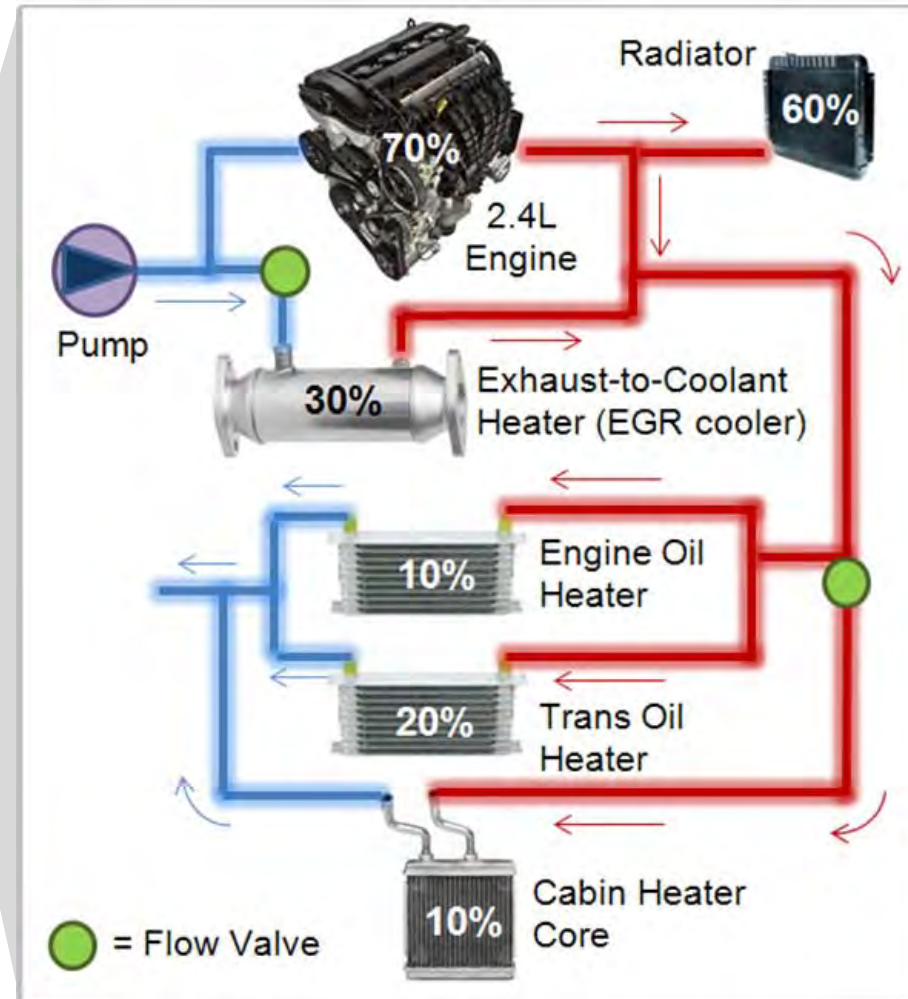 Radiator
60%
70%
2.4L
Engine
Pump
30%
Exhaust-to-Coolant
Heater (EGR cooler)
10%
Engine Oil
Heater
20%
Trans Oil
Heater
10%
Cabin Heater
Core
= Flow Valve